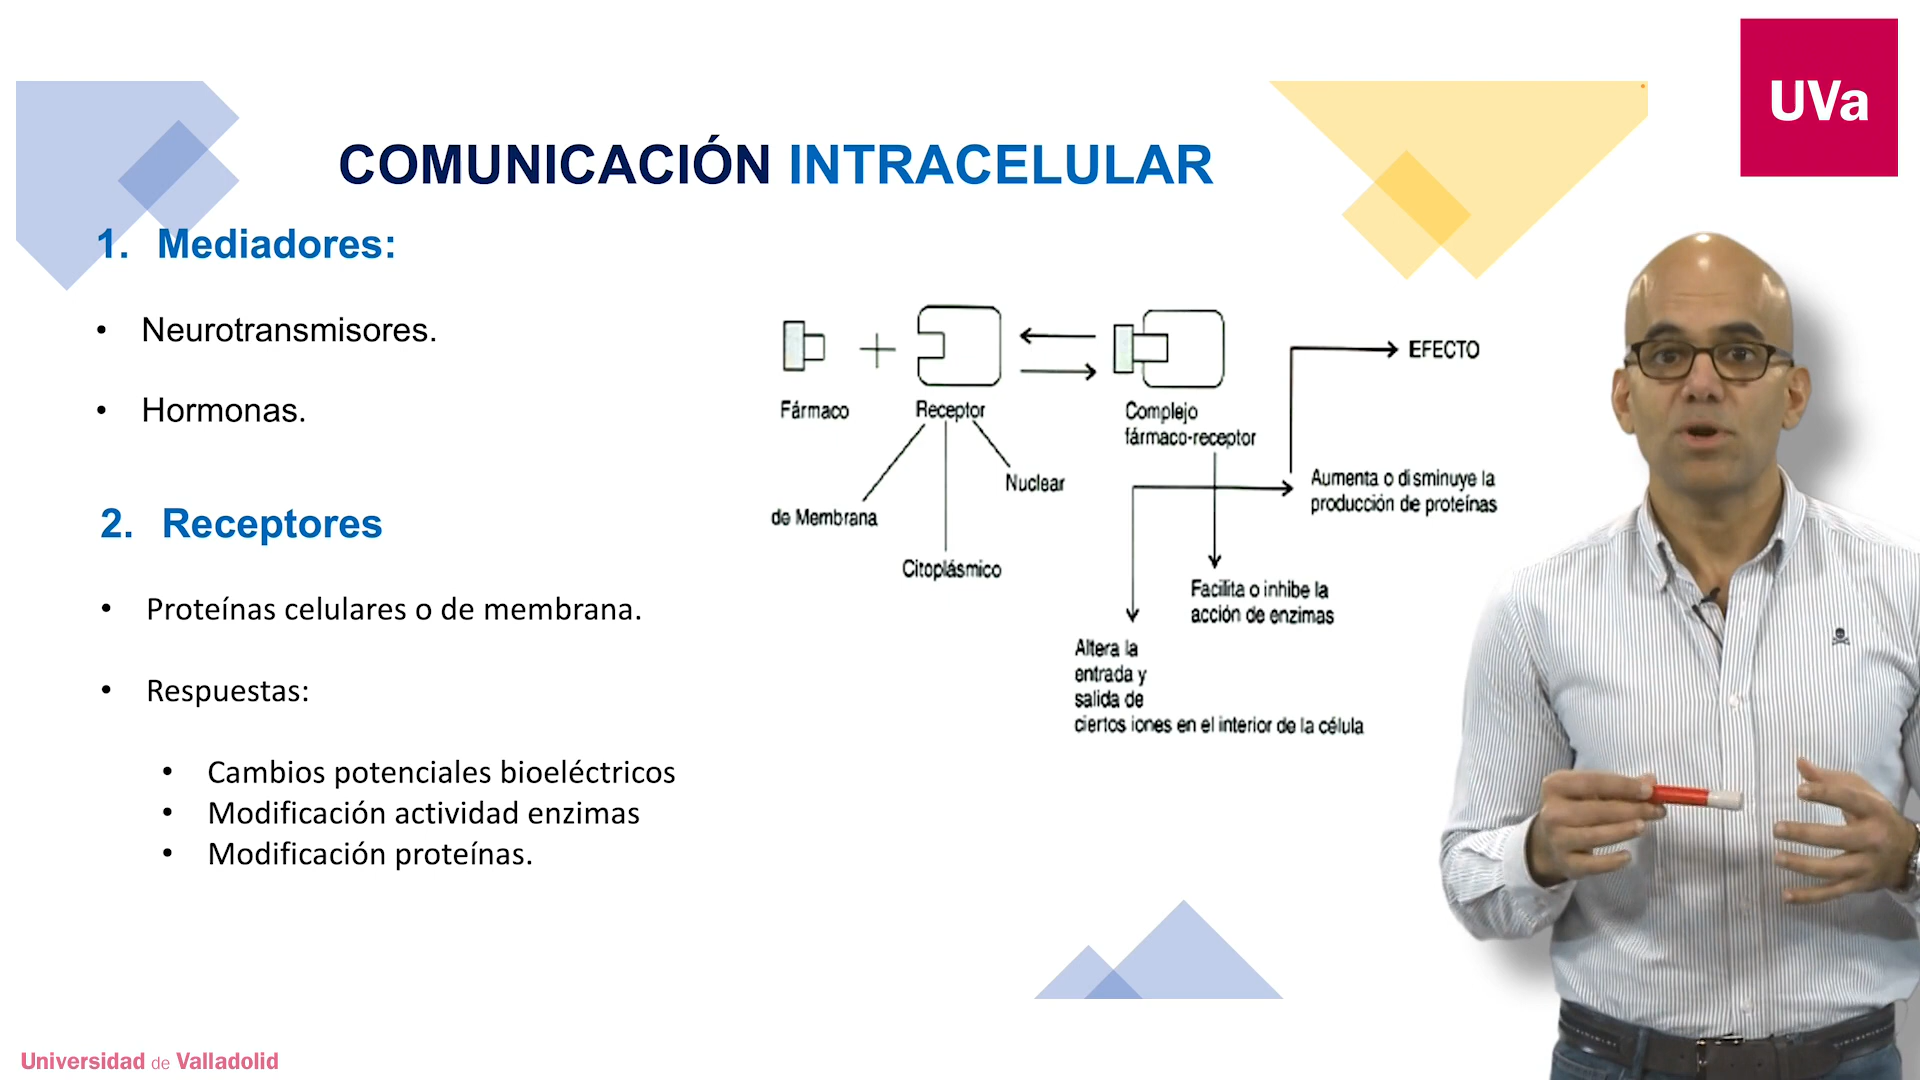 UVa
COMUNICACIÓN INTRACELULAR
1. Mediadores:
• Neurotransmisores.
• Hormonas.
2. Receptores
• Proteínas celulares o de membrana.
• Respuestas:
• Cambios potenciales bioeléctricos
• Modificación actividad enzimas
• Modificación proteínas.
Fármaco
+
Receptor
Complejo
fármaco-receptor
EFECTO
de Membrana
Citoplásmico
Nuclear
Aumenta o disminuye la
producción de proteínas
Facilita o inhibe la
acción de enzimas
Altera la
entrada y
salida de
ciertos iones en el interior de la célula
Universidad de Valladolid